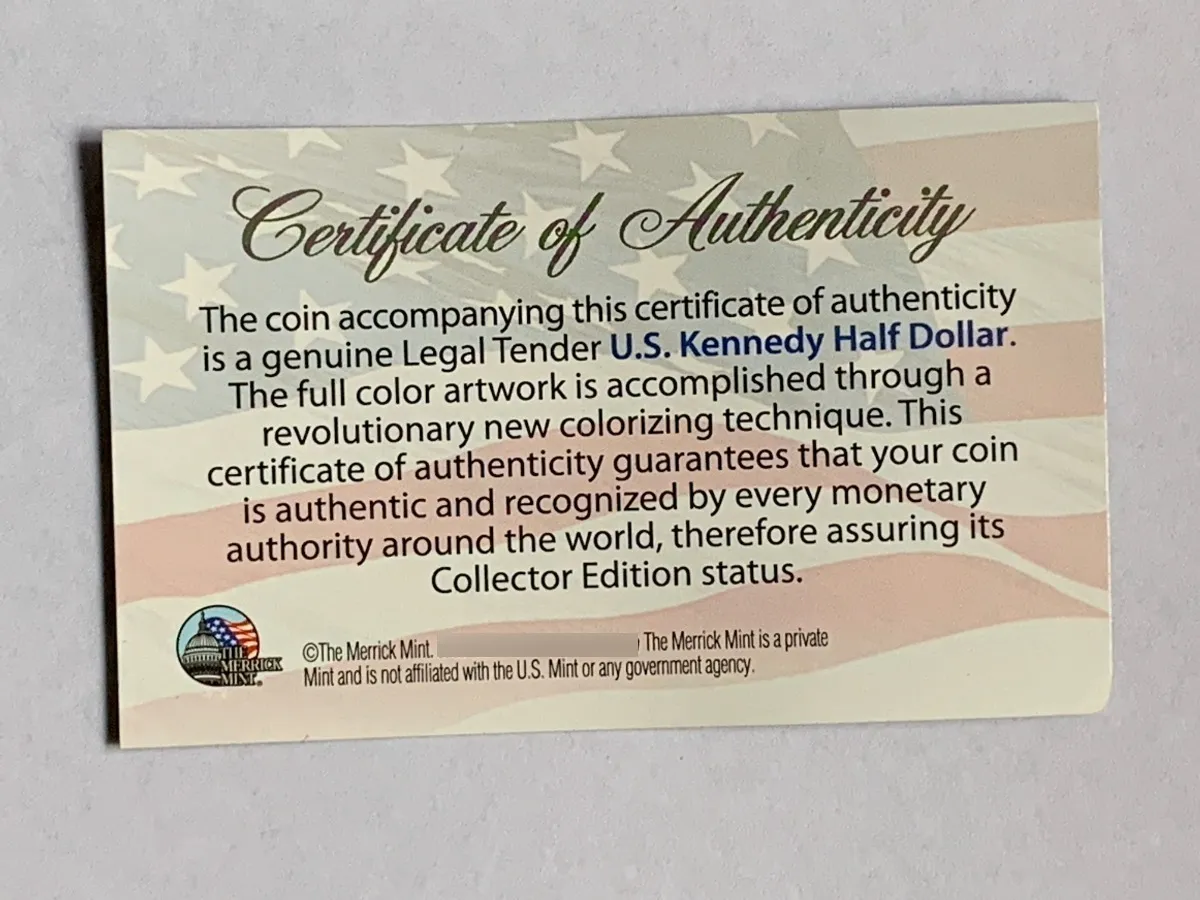 Certificate of Authenticity
The coin accompanying this certificate of authenticity
is a genuine Legal Tender U.S. Kennedy Half Dollar.
The full color artwork is accomplished through a
revolutionary new colorizing technique. This
certificate of authenticity guarantees that your coin
is authentic and recognized by every monetary
authority around the world, therefore assuring its
Collector Edition status.
THE
MERRICK
MINT®
©The Merrick Mint. The Merrick Mint is a private
Mint and is not affiliated with the U.S. Mint or any government agency.